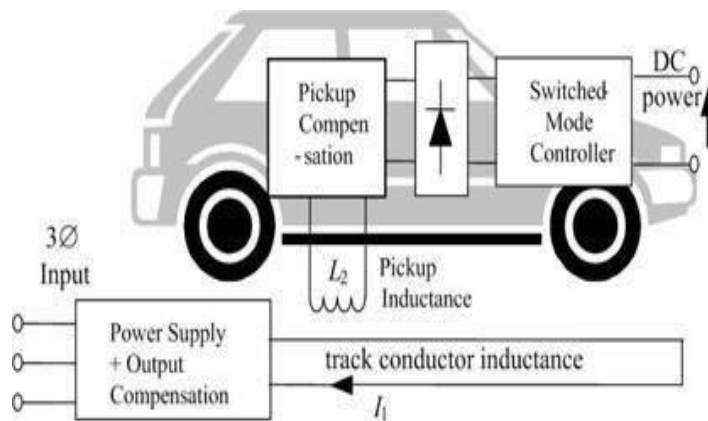 Pickup
Compen
-sation
Switched-
Mode
Controller
DC
power
3Ø
Input
L2
Pickup
Inductance
Power Supply
+ Output
Compensation
track conductor inductance
I1